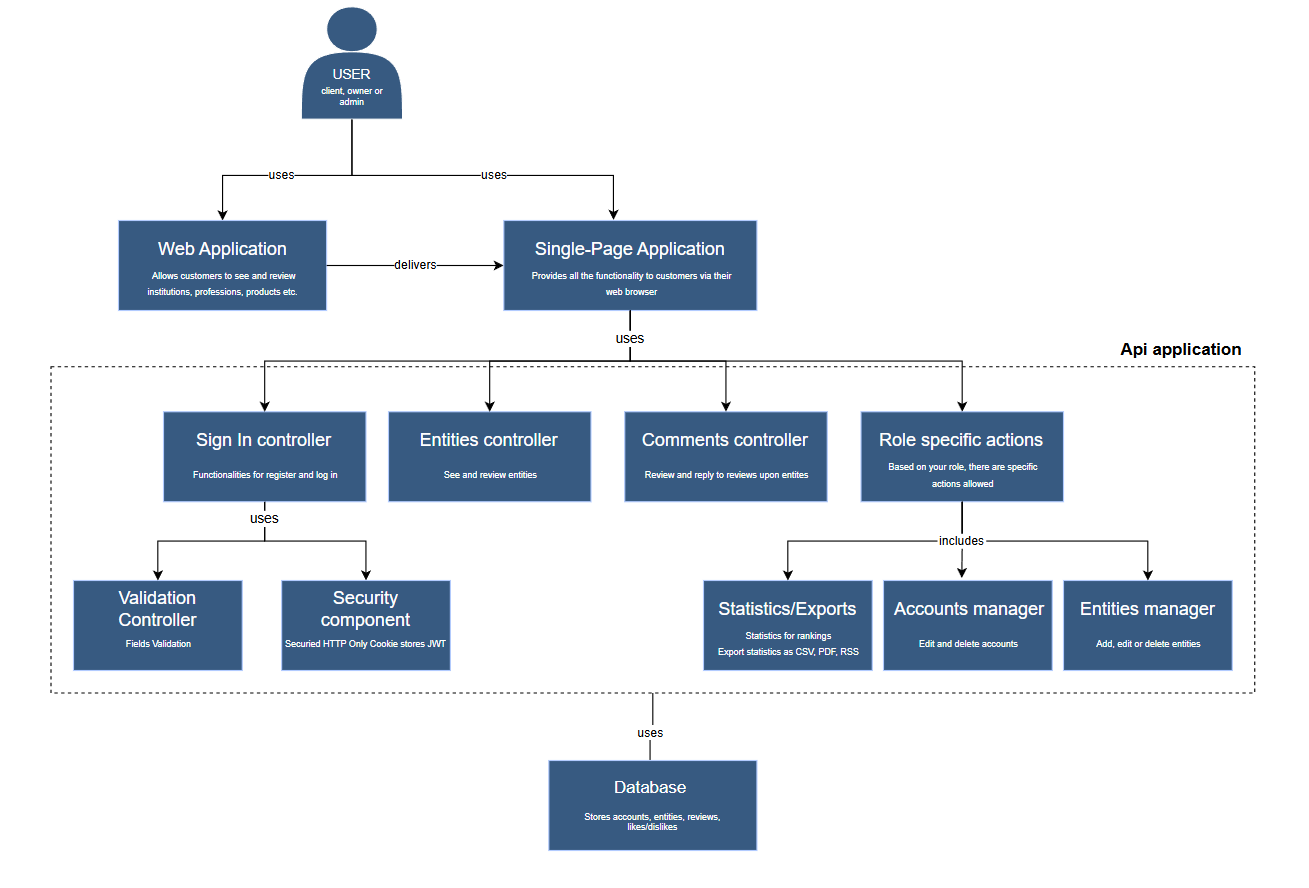 USER
client, owner or
admin
uses
uses
Web Application
Allows customers to see and review
institutions, professions, products etc.
delivers
Single-Page Application
Provides all the functionality to customers via their
web browser
uses
Api application
Sign In controller
Functionalities for register and log in
Entities controller
See and review entities
Comments controller
Review and reply to reviews upon entites
Role specific actions
Based on your role, there are specific
actions allowed
uses
includes
Validation
Controller
Fields Validation
Security
component
Securied HTTP Only Cookie stores JWT
Statistics/Exports
Statistics for rankings
Export statistics as CSV, PDF, RSS
Accounts manager
Edit and delete accounts
Entities manager
Add, edit or delete entities
uses
Database
Stores accounts, entities, reviews,
likes/dislikes